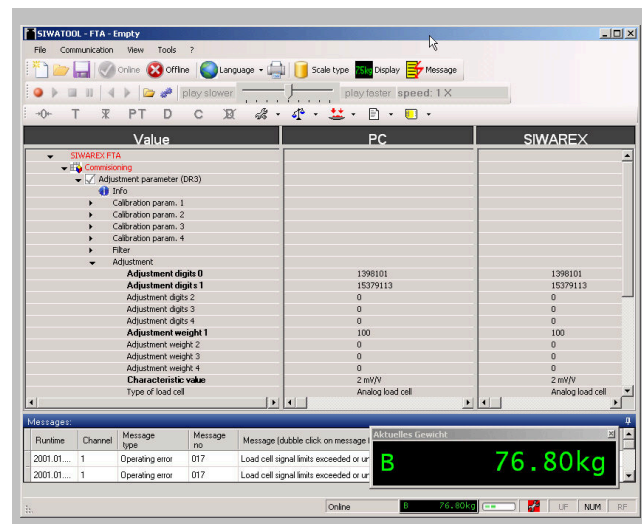 SIWATOOL - FTA - Empty
File Communication View Tools ?
Online Offline Language Scale type 75kg Display Message
play slower play faster speed: 1 X
T PT D C
Value PC SIWAREX
SIWAREX FTA
Commisioning
Adjustment parameter (DR3)
Info
Calibration param. 1
Calibration param. 2
Calibration param. 3
Calibration param. 4
Filter
Adjustment
Adjustment digits 0 1398101 1398101
Adjustment digits 1 15379113 15379113
Adjustment digits 2 0 0
Adjustment digits 3 0 0
Adjustment digits 4 0 0
Adjustment weight 1 100 100
Adjustment weight 2 0 0
Adjustment weight 3 0 0
Adjustment weight 4 0 0
Characteristic value 2 mV/V 2 mV/V
Type of load cell Analog load cell Analog load cell
Messages:
Runtime Channel Message type Message no Message (dubble click on message
2001.01.... 1 Operating error 017 Load cell signal limits exceeded or
2001.01.... 1 Operating error 017 Load cell signal limits exceeded or
Aktuelles Gewicht
B 76.80kg
Online B 76.80kg UF NUM RF